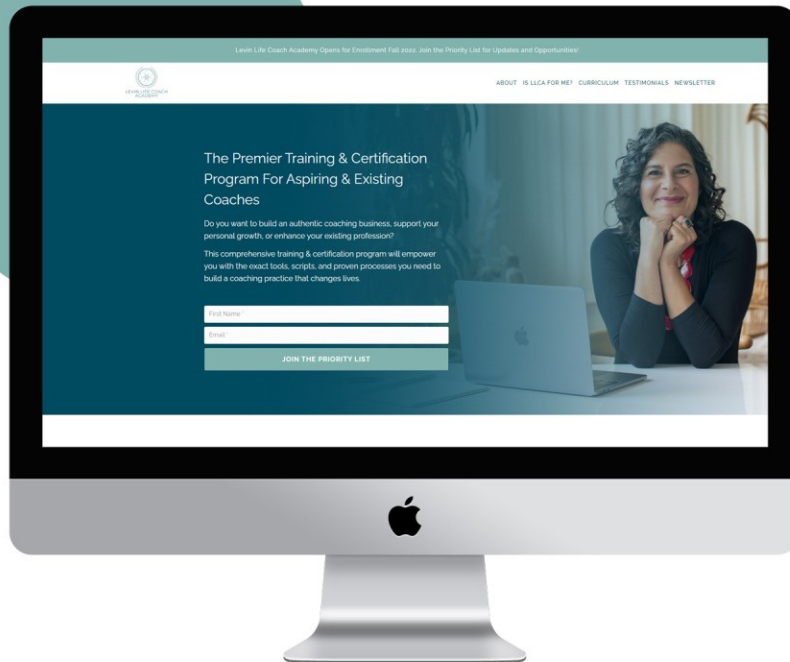 Levin Life Coach Academy Opens for Enrollment Fall 2022. Join the Priority List for Updates and Opportunities!
LEVIN LIFE COACH
ACADEMY
ABOUT IS LLCA FOR ME? CURRICULUM TESTIMONIALS NEWSLETTER
The Premier Training & Certification
Program For Aspiring & Existing
Coaches
Do you want to build an authentic coaching business, support your
personal growth, or enhance your existing profession?
This comprehensive training & certification program will empower
you with the exact tools, scripts, and proven processes you need to
build a coaching practice that changes lives.
First Name *
Email *
JOIN THE PRIORITY LIST